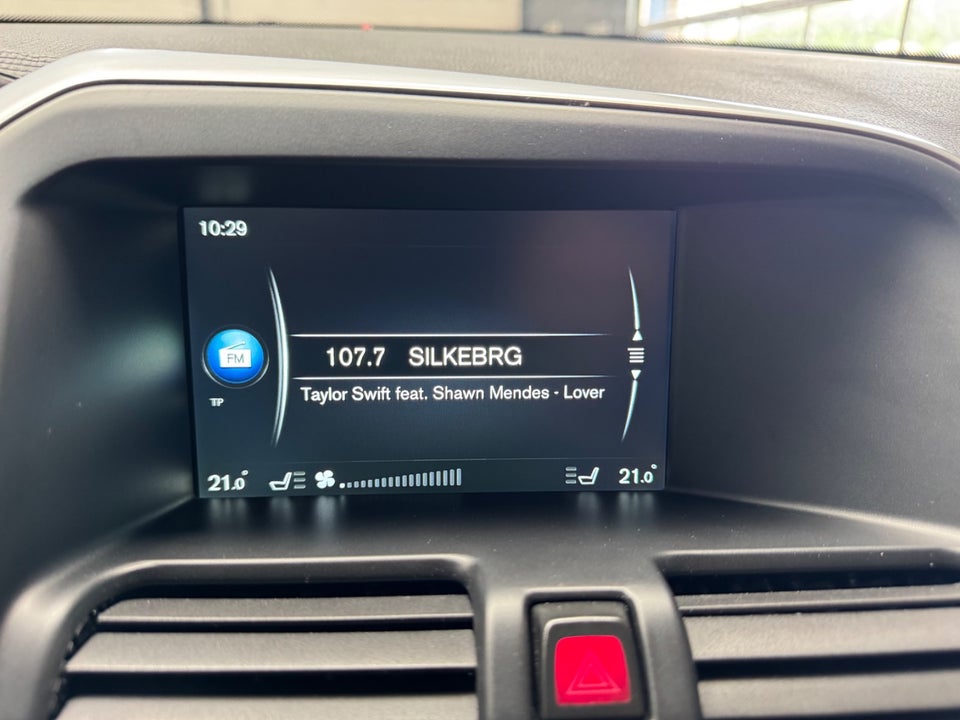 10:29
FM 107.7 SILKEBRG
Taylor Swift feat. Shawn Mendes - Lover
TP
21.0° 21.0°